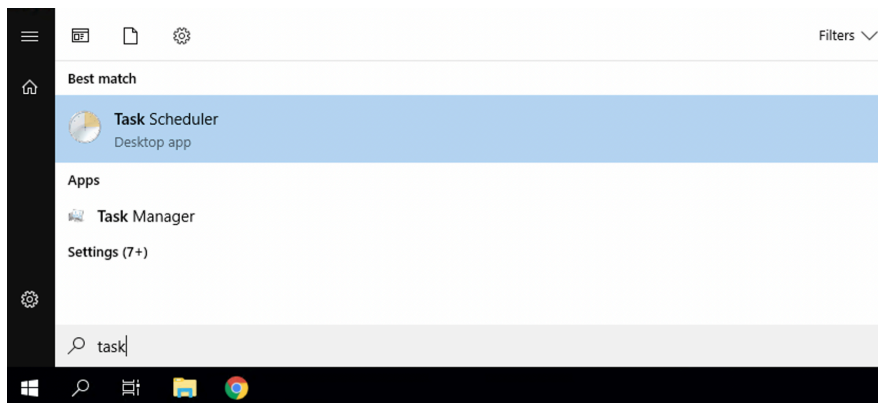 Filters
Best match
Task Scheduler
Desktop app
Apps
Task Manager
Settings (7+)
task